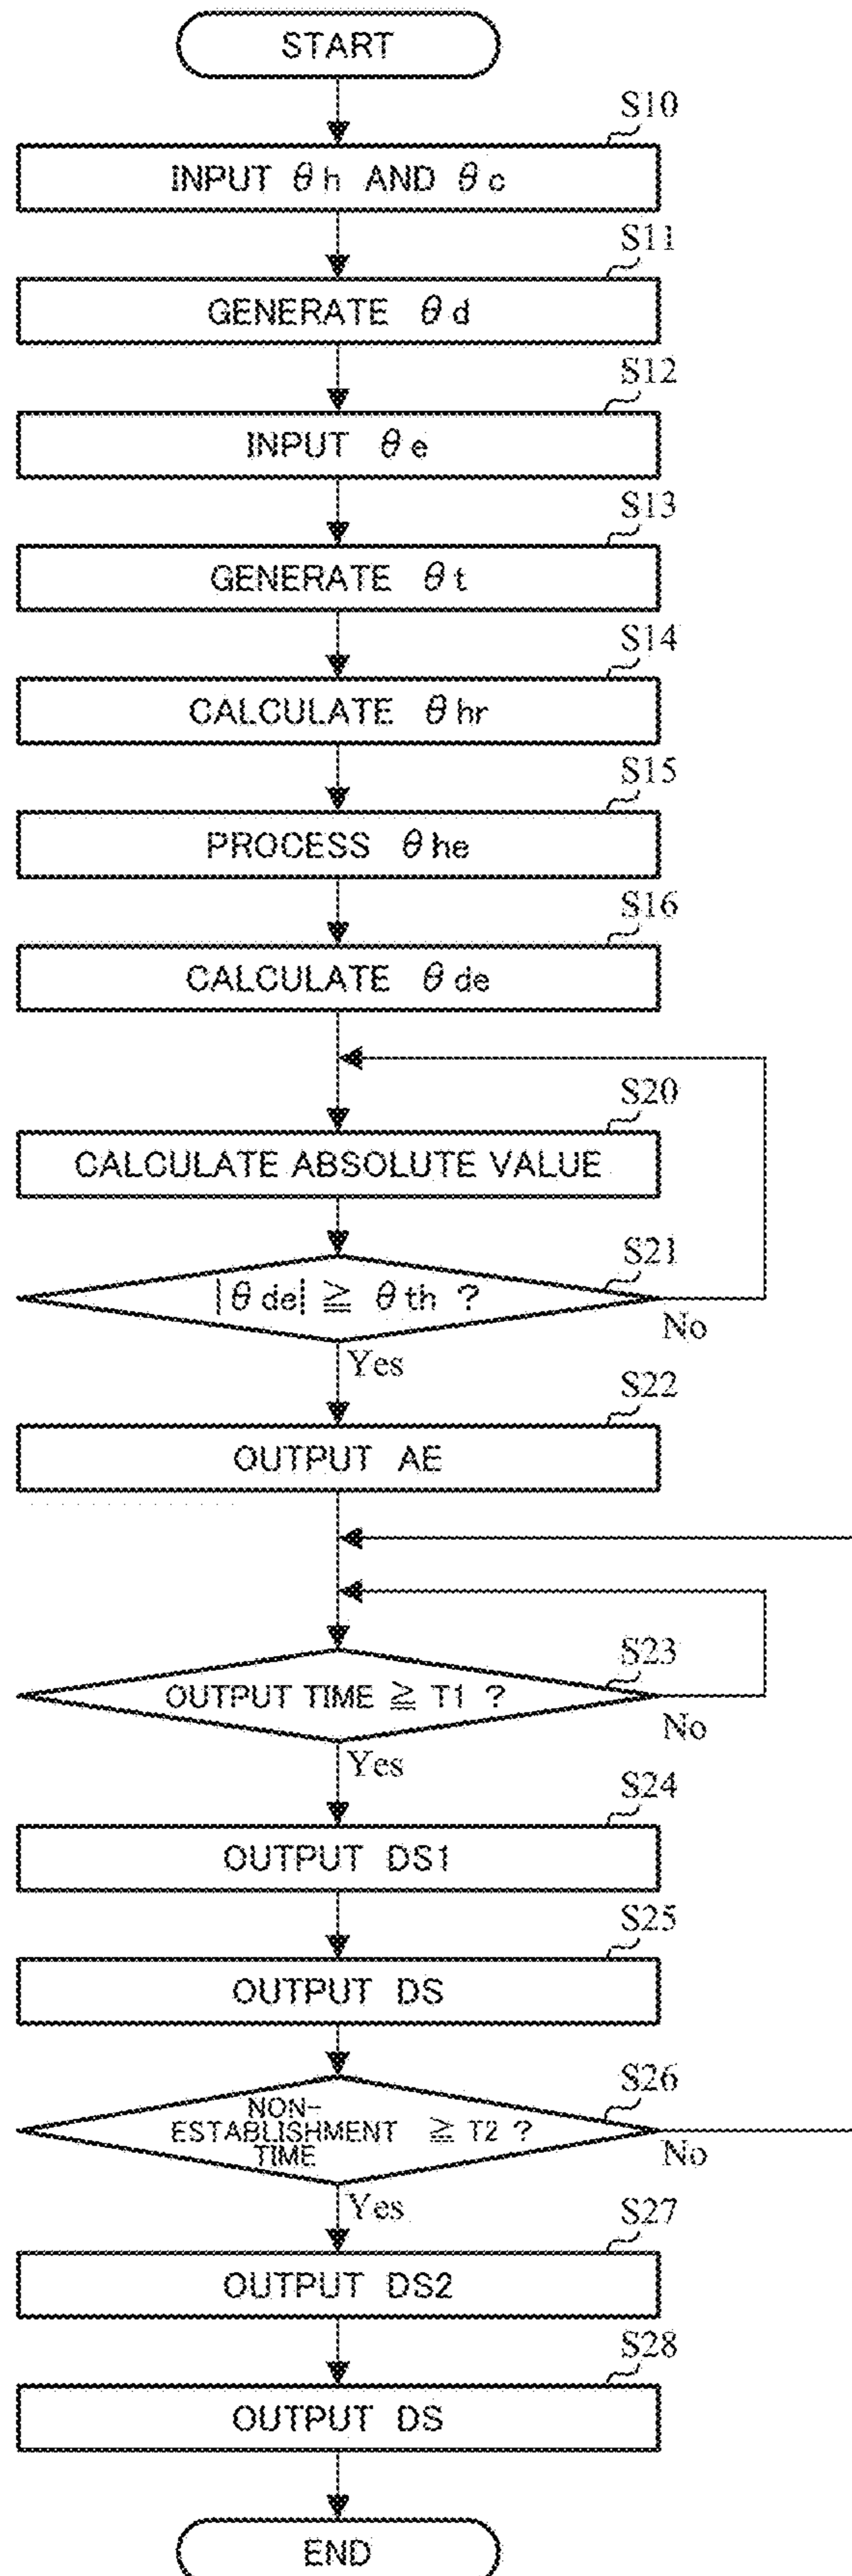 START
S10
INPUT θh AND θc
S11
GENERATE θd
S12
INPUT θe
S13
GENERATE θt
S14
CALCULATE θhr
S15
PROCESS θhe
S16
CALCULATE θde
S20
CALCULATE ABSOLUTE VALUE
S21
|θde| ≧ θth ?
No
Yes
S22
OUTPUT AE
S23
OUTPUT TIME ≧ T1 ?
No
Yes
S24
OUTPUT DS1
S25
OUTPUT DS
S26
NON-
ESTABLISHMENT ≧ T2 ?
TIME
No
Yes
S27
OUTPUT DS2
S28
OUTPUT DS
END